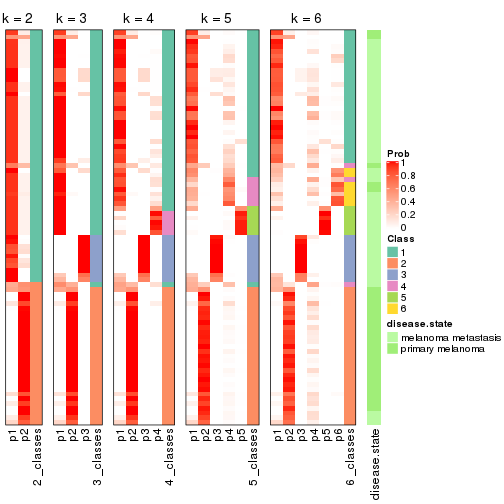 k = 2 k = 3 k = 4 k = 5 k = 6
Prob
1
0.8
0.6
0.4
0.2
0
Class
1
2
3
4
5
6
disease.state
melanoma metastasis
primary melanoma
p1 p2 2_classes p1 p2 p3 3_classes p1 p2 p3 p4 4_classes p1 p2 p3 p4 p5 5_classes p1 p2 p3 p4 p5 p6 6_classes disease.state